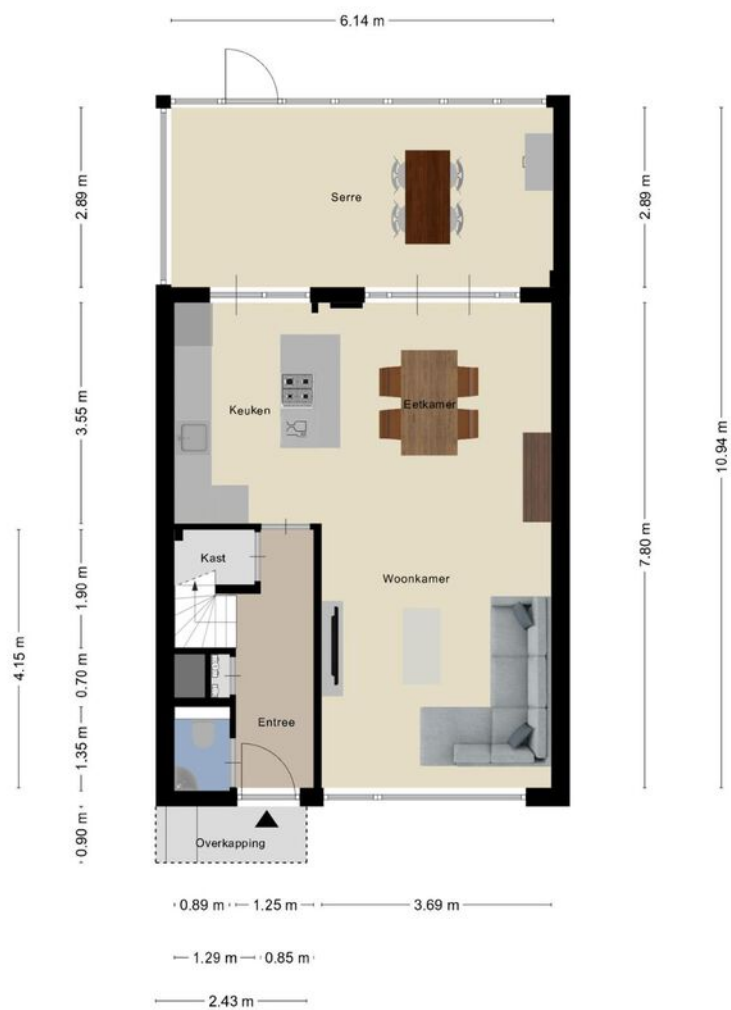 6.14 m
2.89 m
2.89 m
Serre
3.55 m
Keuken
Eetkamer
10.94 m
7.80 m
Kast
1.90 m
Woonkamer
4.15 m
0.70 m
Entree
1.35 m
0.90 m
Overkapping
0.89 m
1.25 m
3.69 m
1.29 m
0.85 m
2.43 m